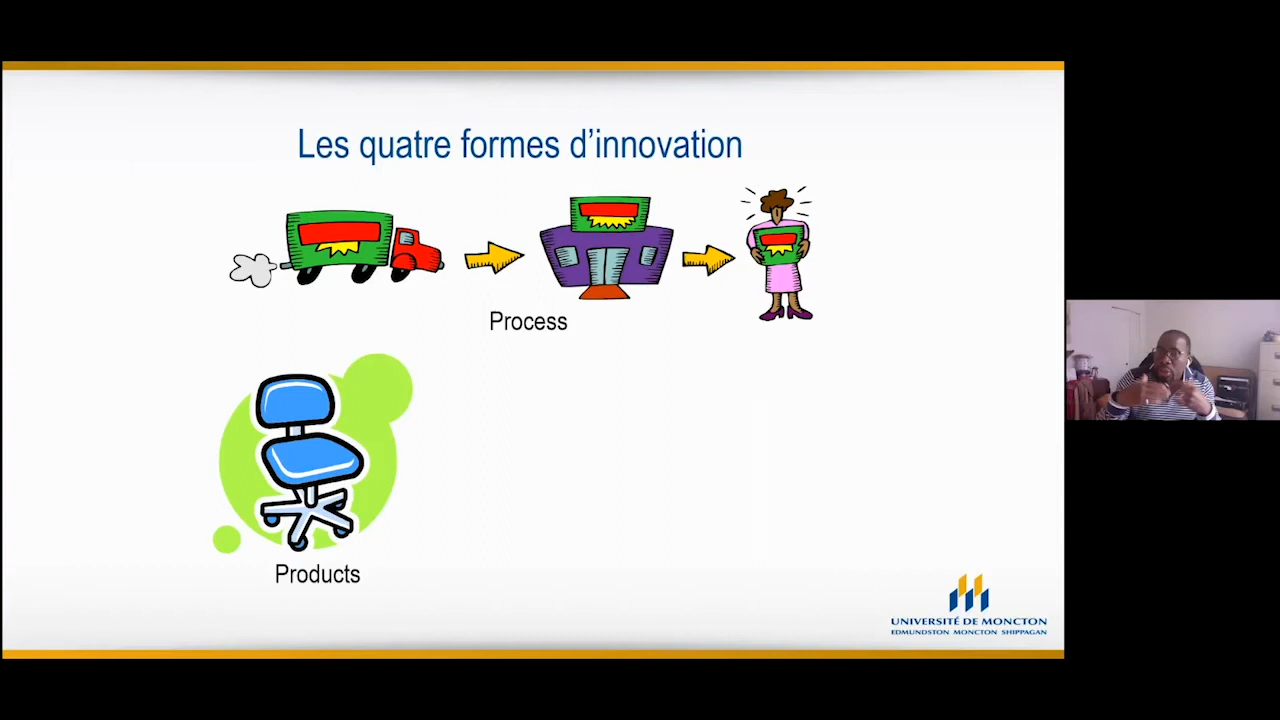 Les quatre formes d’innovation
Process
Products
UNIVERSITÉ DE MONCTON
EDMUNDSTON MONCTON SHIPPAGAN